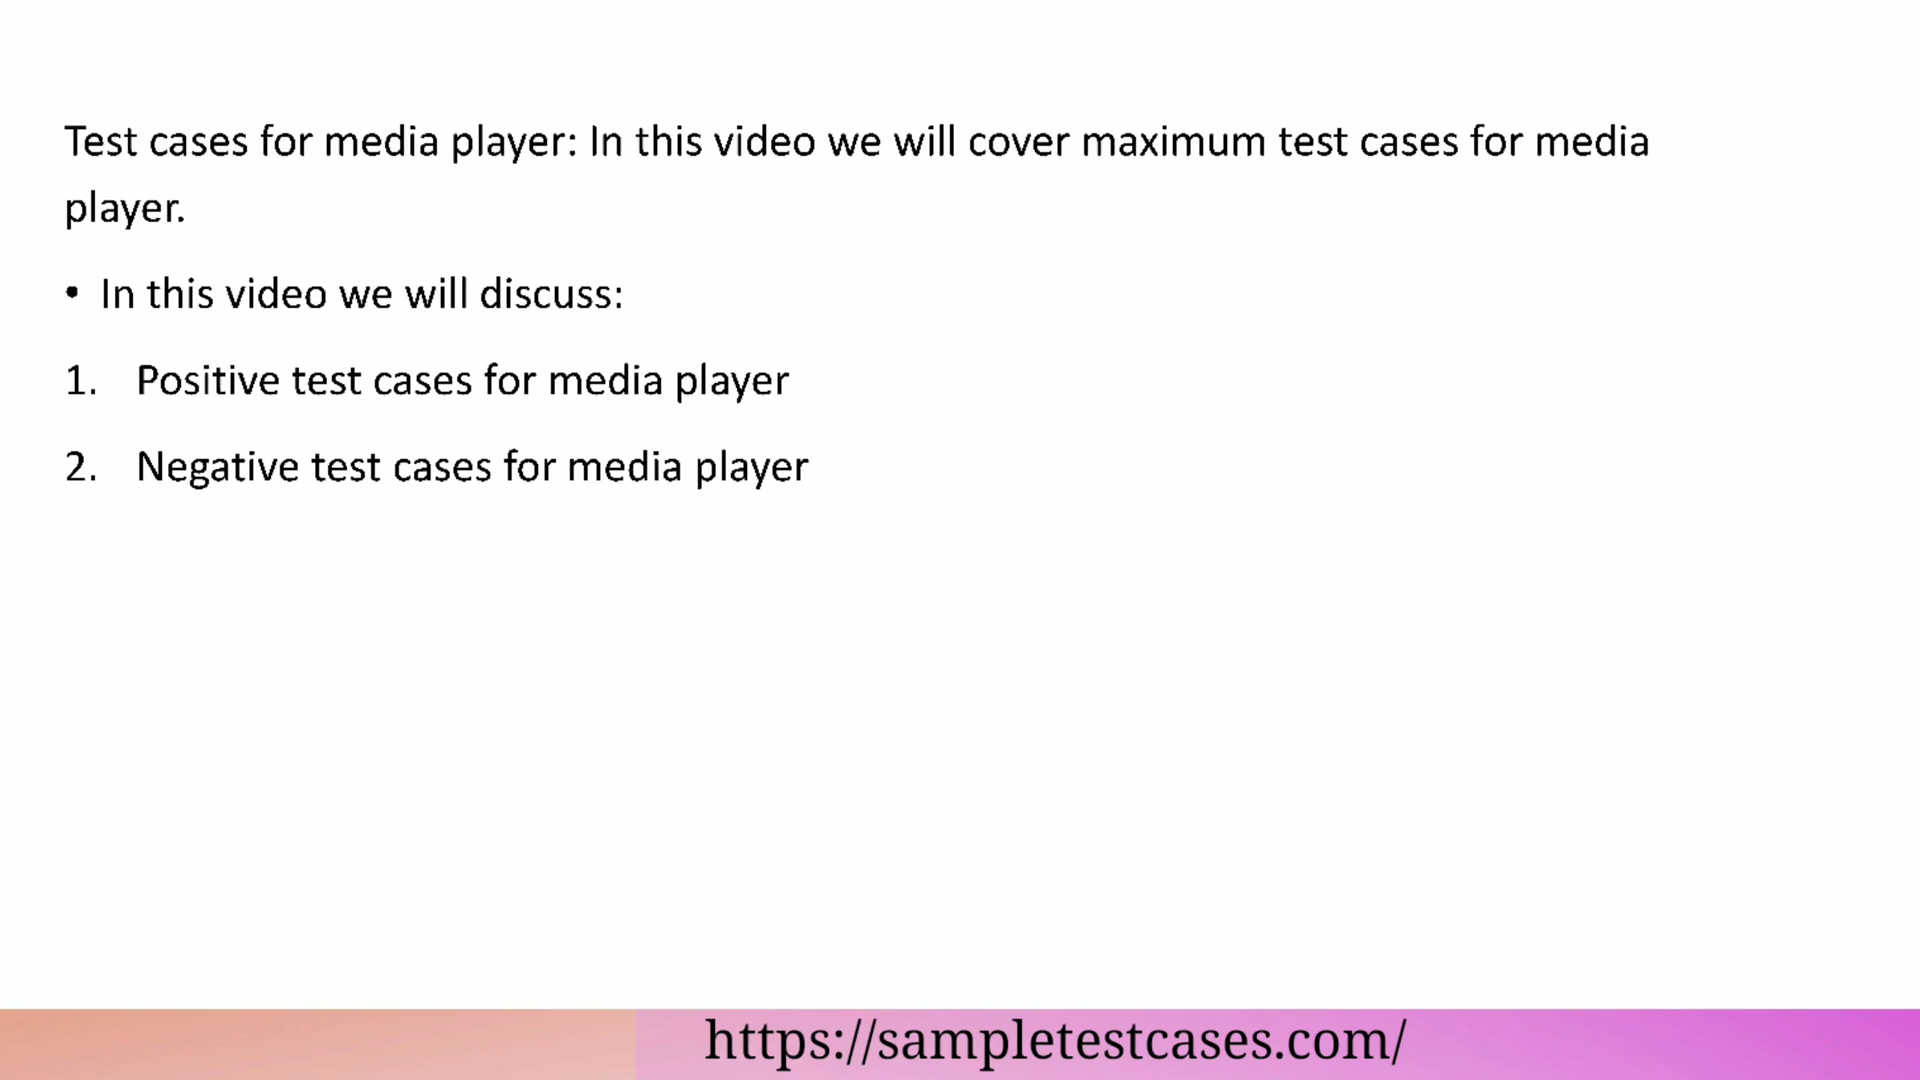 Test cases for media player: In this video we will cover maximum test cases for media
player.
• In this video we will discuss:
1. Positive test cases for media player
2. Negative test cases for media player
https://sampletestcases.com/